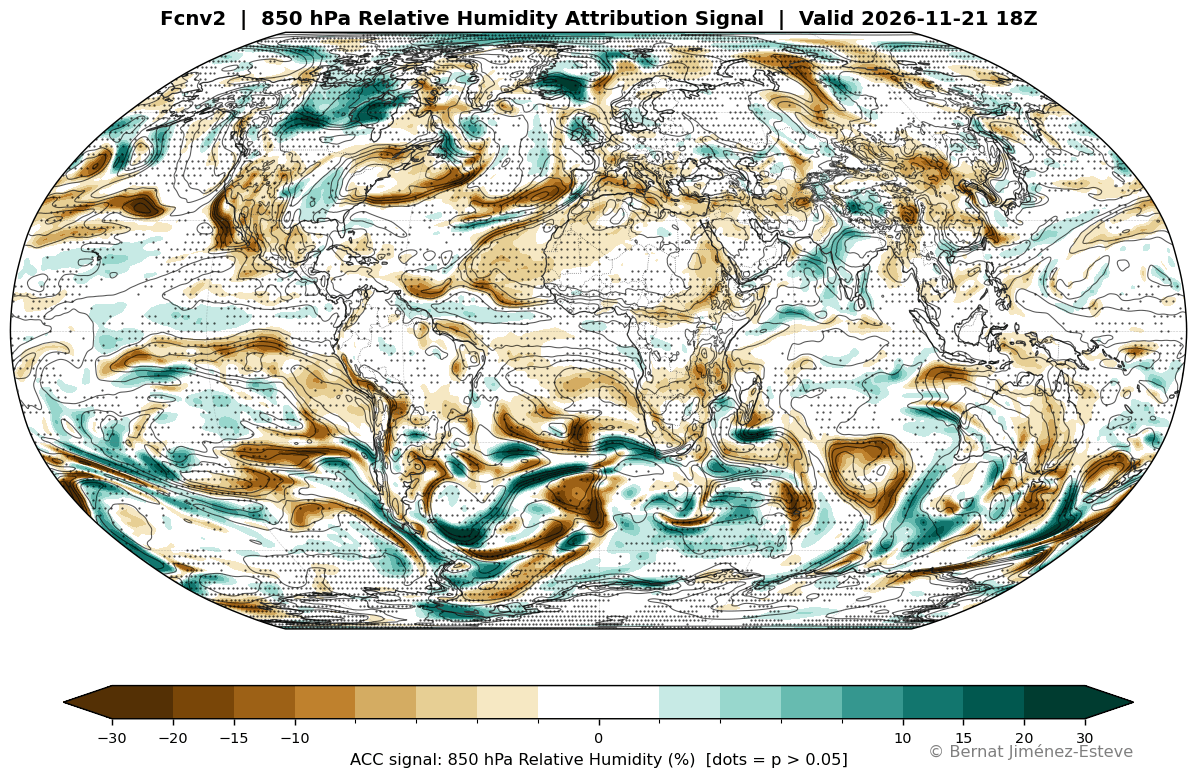 Fcnv2 | 850 hPa Relative Humidity Attribution Signal | Valid 2026-11-21 18Z
−30 −20 −15 −10 0 10 15 20 30
ACC signal: 850 hPa Relative Humidity (%) [dots = p > 0.05]
© Bernat Jiménez-Esteve